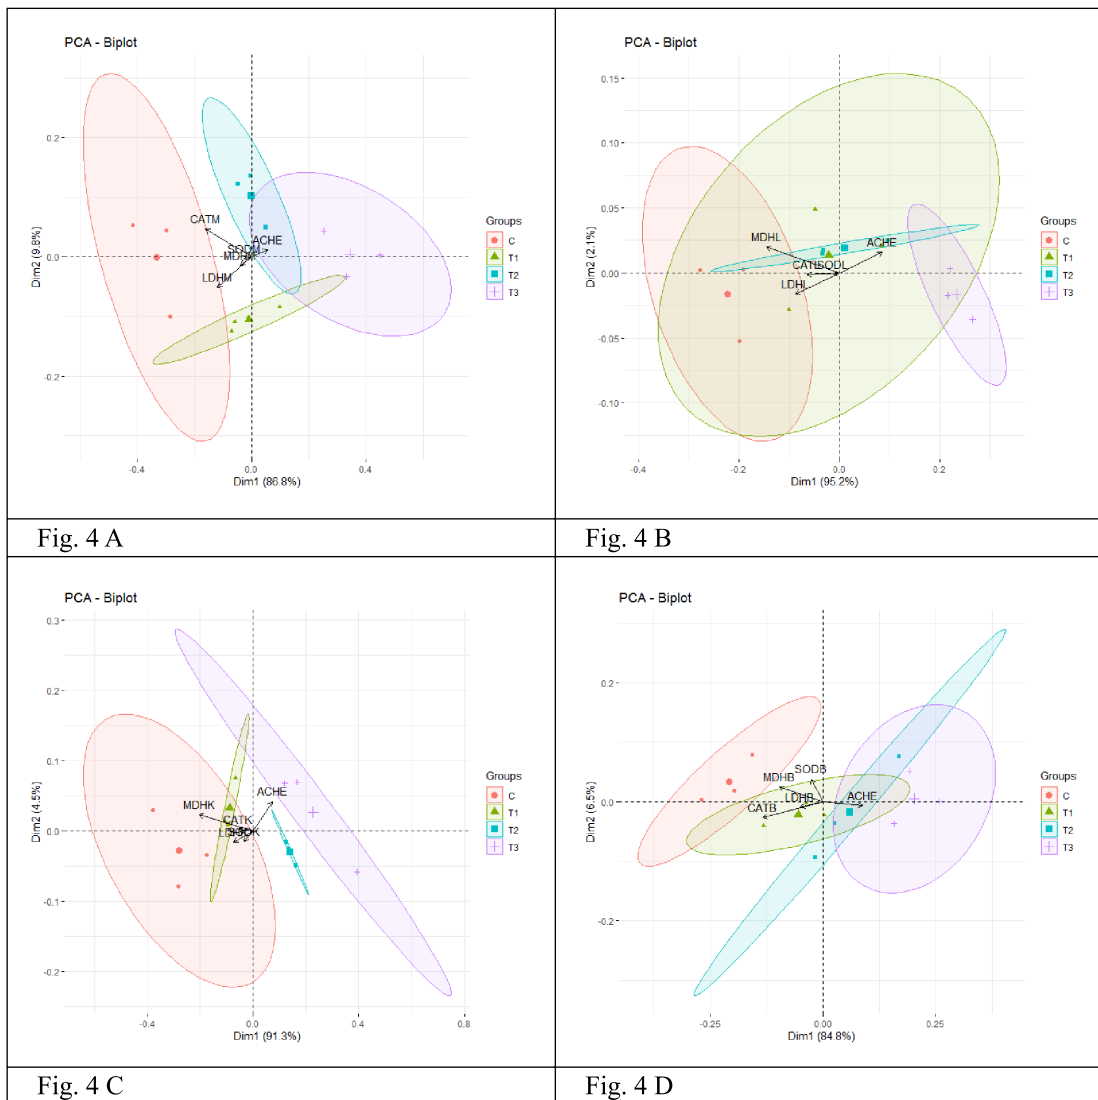 PCA - Biplot
Dim2 (9.8%)
0.2
0.0
-0.2
CATM
SODM
MDHM
ACHE
LDHM
-0.4
0.0
0.4
Dim1 (86.8%)
Groups
C
T1
T2
T3
Fig. 4 A
PCA - Biplot
Dim2 (2.1%)
0.15
0.10
0.05
0.00
-0.05
-0.10
MDHL
ACHE
CATL
SODL
LDHL
-0.4
-0.2
0.0
0.2
Dim1 (95.2%)
Groups
C
T1
T2
T3
Fig. 4 B
PCA - Biplot
Dim2 (4.5%)
0.3
0.2
0.1
0.0
-0.1
-0.2
ACHE
MDHK
CATK
-0.4
0.0
0.4
0.8
Dim1 (91.3%)
Groups
C
T1
T2
T3
Fig. 4 C
PCA - Biplot
Dim2 (6.5%)
0.2
0.0
-0.2
SODB
MDHB
LDHB
ACHE
CATB
-0.25
0.00
0.25
Dim1 (84.8%)
Groups
C
T1
T2
T3
Fig. 4 D